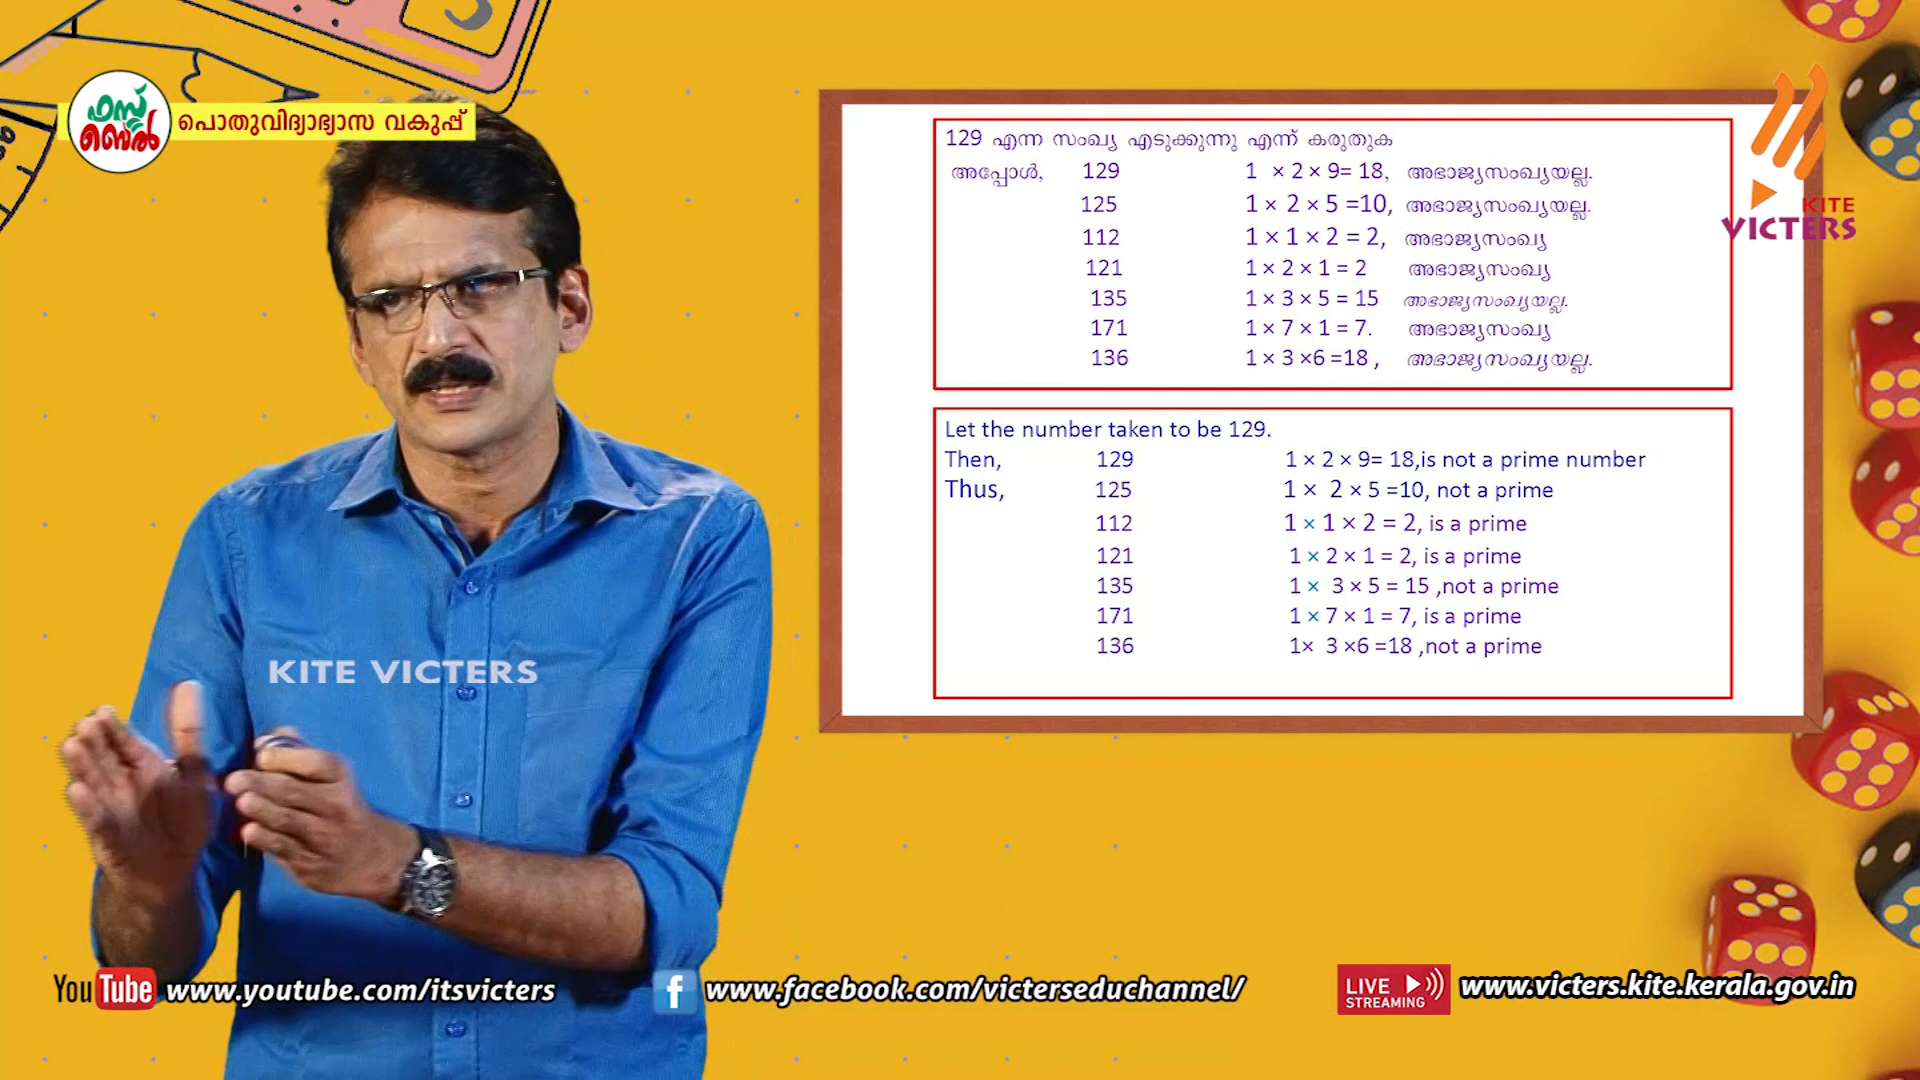 ഫസ്റ്റ്
ബെൽ
പൊതുവിദ്യാഭ്യാസ വകുപ്പ്
129 എന്ന സംഖ്യ എടുക്കുന്നു എന്ന് കരുതുക
അപ്പോൾ, 129 1 × 2 × 9= 18, അഭാജ്യസംഖ്യയല്ല.
125 1 × 2 × 5 =10, അഭാജ്യസംഖ്യയല്ല.
112 1 × 1 × 2 = 2, അഭാജ്യസംഖ്യ
121 1 × 2 × 1 = 2 അഭാജ്യസംഖ്യ
135 1 × 3 × 5 = 15 അഭാജ്യസംഖ്യയല്ല.
171 1 × 7 × 1 = 7. അഭാജ്യസംഖ്യ
136 1 × 3 ×6 =18 , അഭാജ്യസംഖ്യയല്ല.
KITE
VICTERS
Let the number taken to be 129.
Then, 129 1 × 2 × 9= 18,is not a prime number
Thus, 125 1 × 2 × 5 =10, not a prime
112 1 × 1 × 2 = 2, is a prime
121 1 × 2 × 1 = 2, is a prime
135 1 × 3 × 5 = 15 ,not a prime
171 1 × 7 × 1 = 7, is a prime
136 1× 3 ×6 =18 ,not a prime
KITE VICTERS
YouTube www.youtube.com/itsvicters
f www.facebook.com/victerseduchannel/
LIVE
STREAMING
www.victers.kite.kerala.gov.in